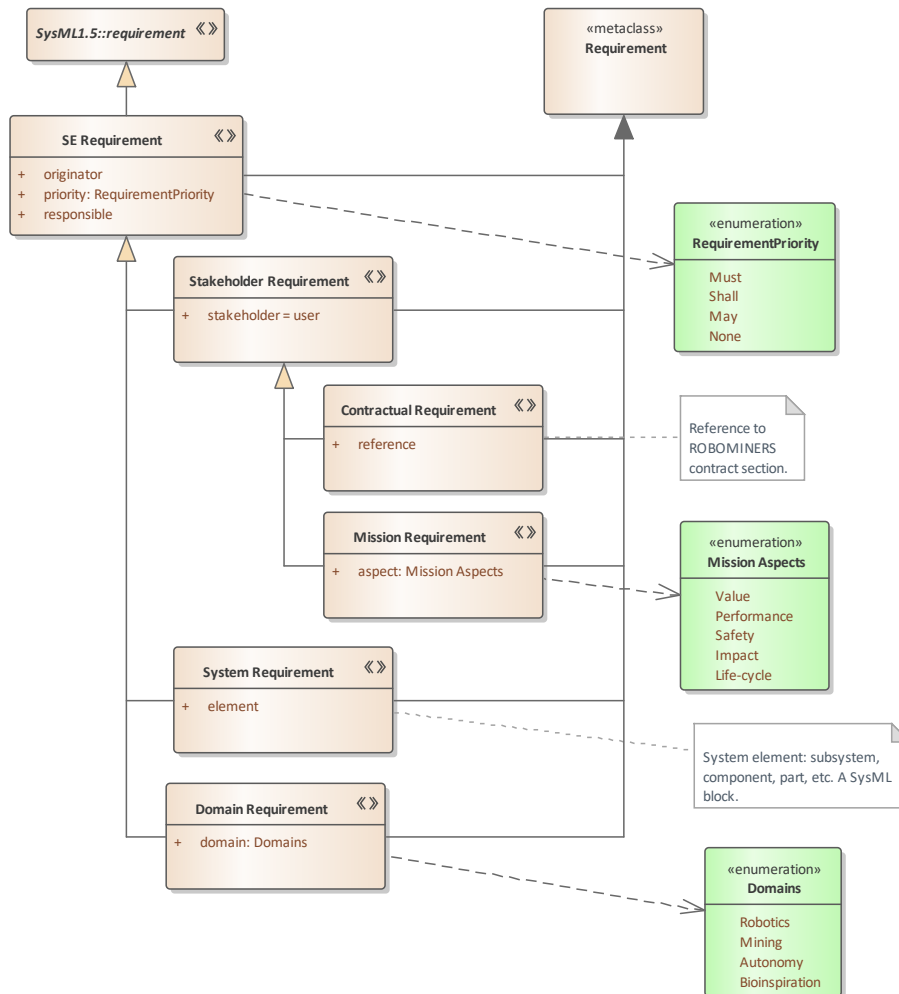 SysML1.5::requirement «»
«metaclass»
Requirement
SE Requirement «»
+ originator
+ priority: RequirementPriority
+ responsible
«enumeration»
RequirementPriority
Must
Shall
May
None
Stakeholder Requirement «»
+ stakeholder = user
Contractual Requirement «»
+ reference
Reference to
ROBOMINERS
contract section.
Mission Requirement «»
+ aspect: Mission Aspects
«enumeration»
Mission Aspects
Value
Performance
Safety
Impact
Life-cycle
System Requirement «»
+ element
System element: subsystem,
component, part, etc. A SysML
block.
Domain Requirement «»
+ domain: Domains
«enumeration»
Domains
Robotics
Mining
Autonomy
Bioinspiration